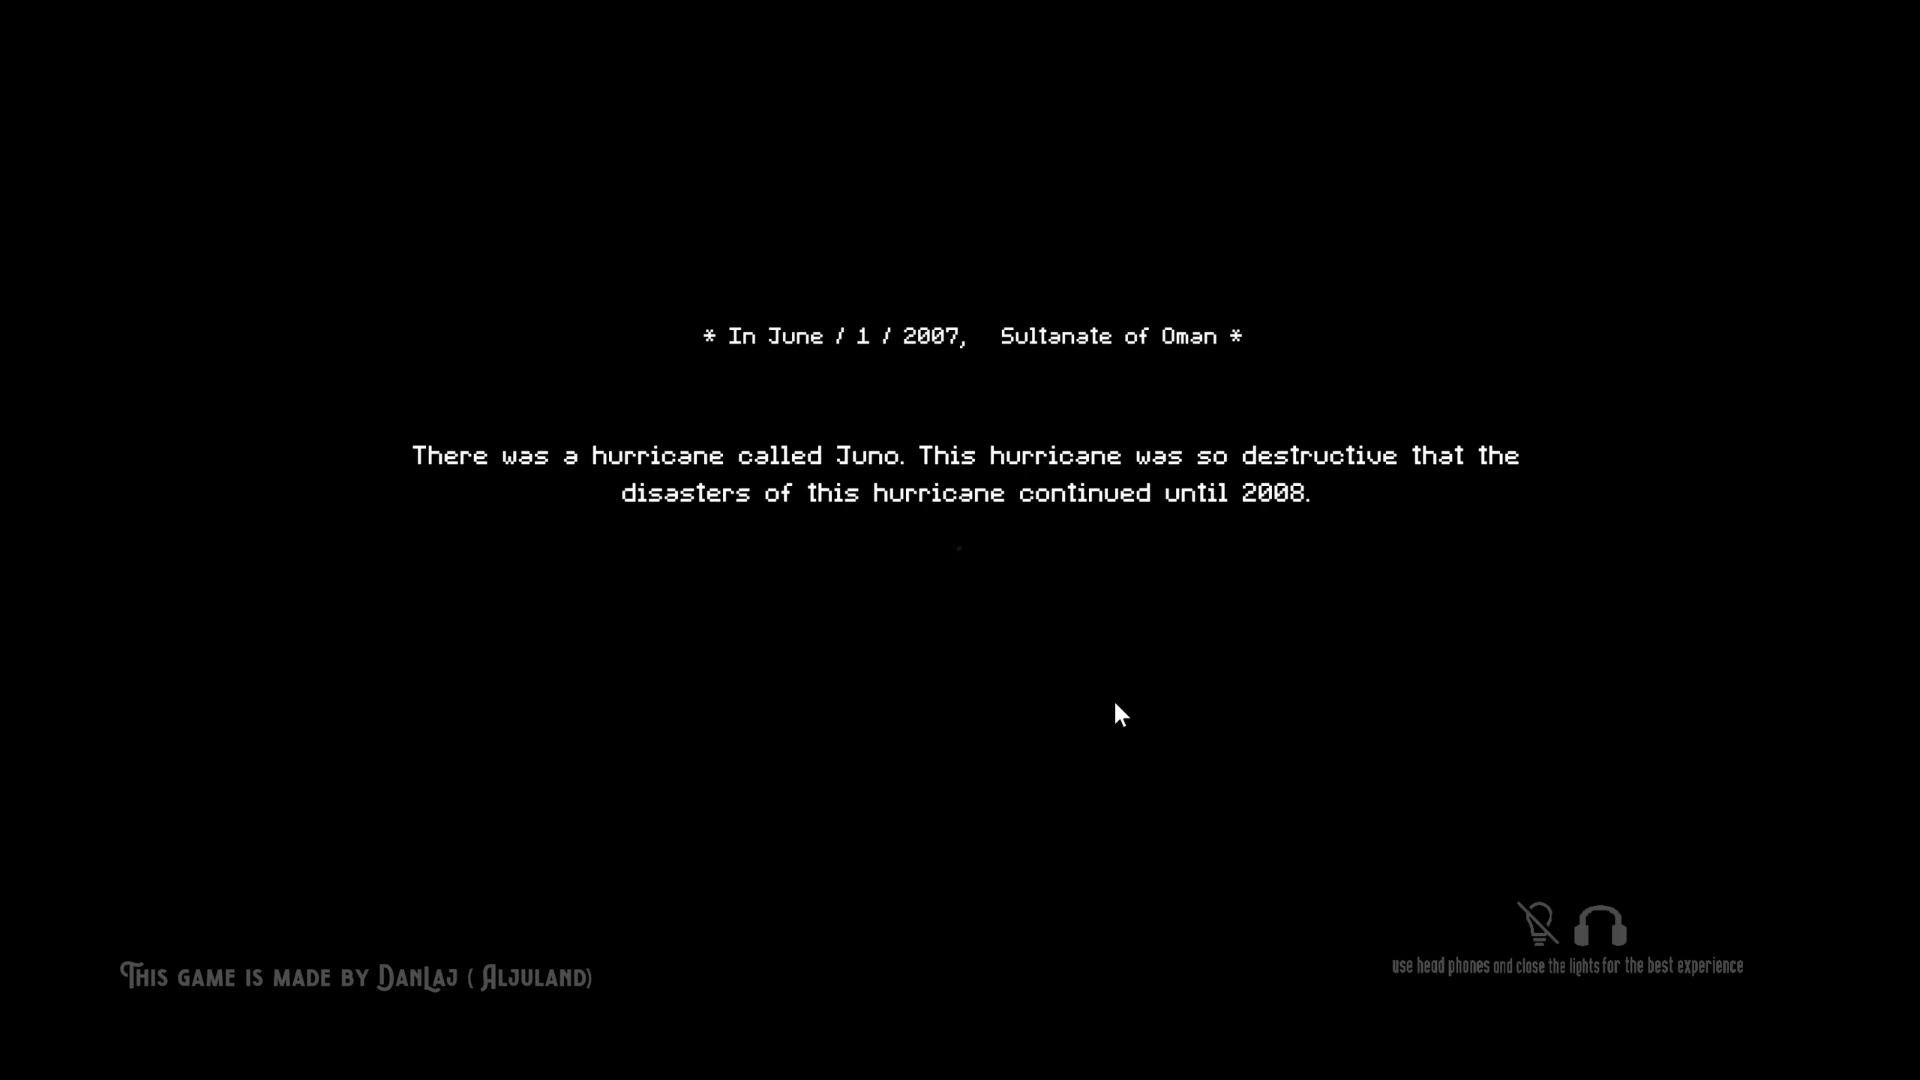 * In June / 1 / 2007, Sultanate of Oman *
There was a hurricane called Juno. This hurricane was so destructive that the
disasters of this hurricane continued until 2008.
This game is made by DanLaj ( Aljuland)
use head phones and close the lights for the best experience